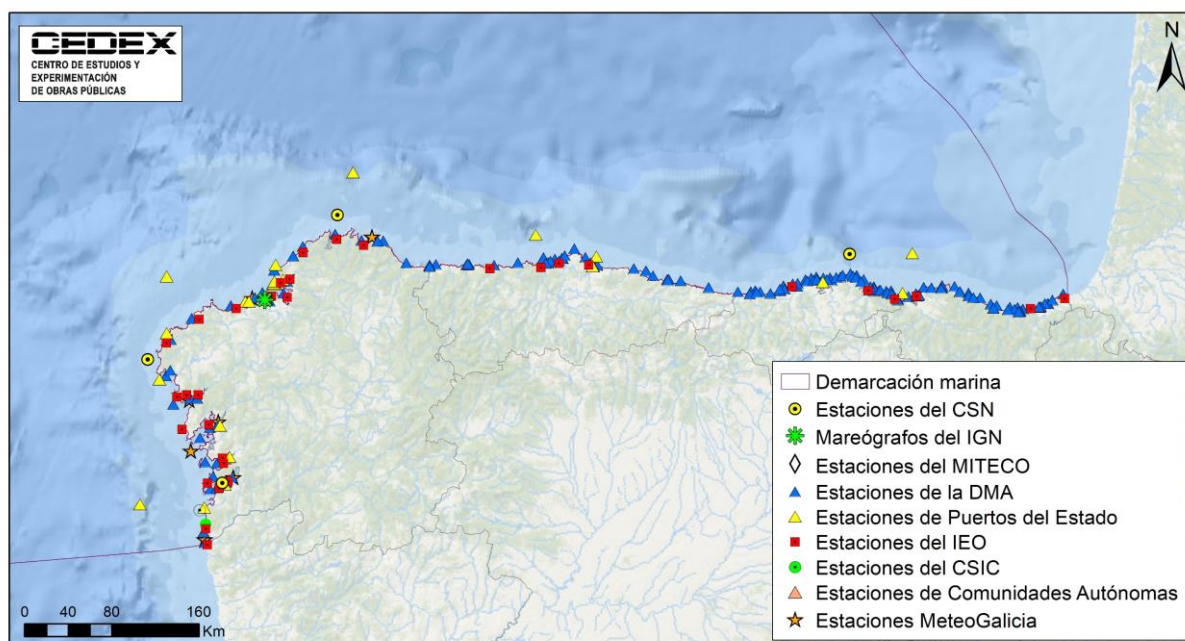 CEDEX
CENTRO DE ESTUDIOS Y
EXPERIMENTACIÓN
DE OBRAS PÚBLICAS
N
Demarcación marina
Estaciones del CSN
Mareógrafos del IGN
Estaciones del MITECO
Estaciones de la DMA
Estaciones de Puertos del Estado
Estaciones del IEO
Estaciones del CSIC
Estaciones de Comunidades Autónomas
Estaciones MeteoGalicia
0 40 80 160
Km